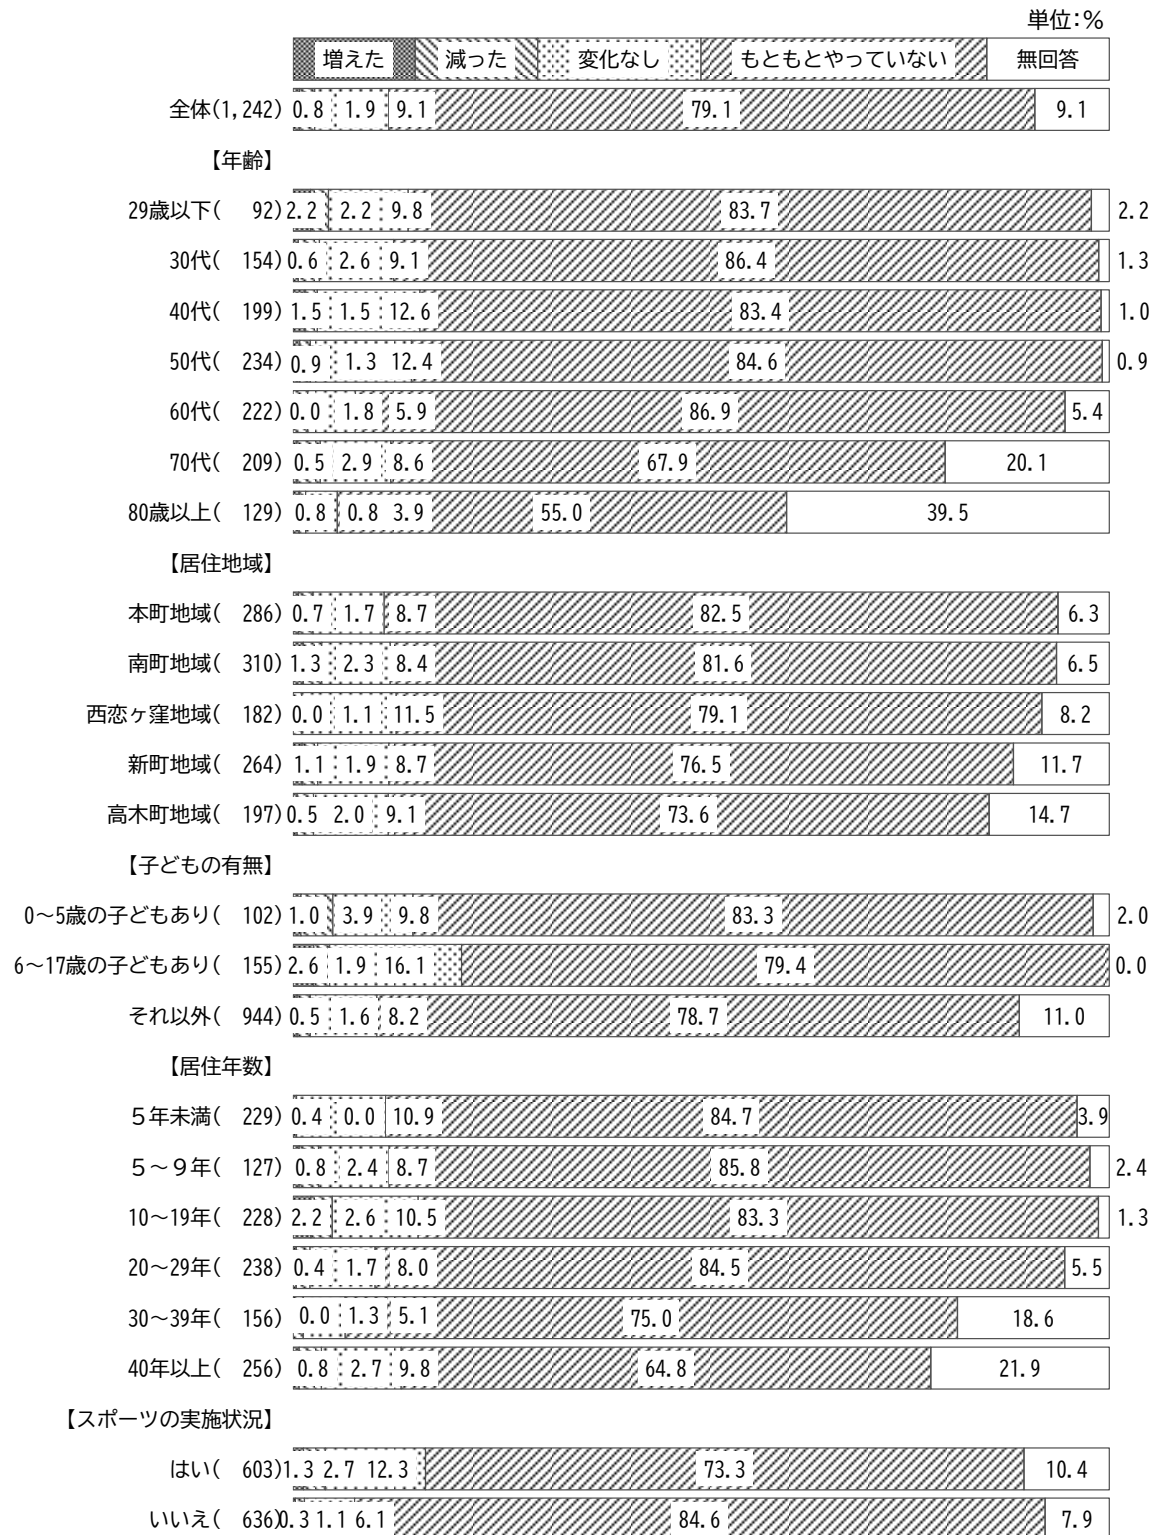 単位:%
増えた 減った 変化なし もともとやっていない 無回答
全体(1,242) 0.8 1.9 9.1 79.1 9.1
【年齢】
29歳以下( 92) 2.2 2.2 9.8 83.7 2.2
30代( 154) 0.6 2.6 9.1 86.4 1.3
40代( 199) 1.5 1.5 12.6 83.4 1.0
50代( 234) 0.9 1.3 12.4 84.6 0.9
60代( 222) 0.0 1.8 5.9 86.9 5.4
70代( 209) 0.5 2.9 8.6 67.9 20.1
80歳以上( 129) 0.8 0.8 3.9 55.0 39.5
【居住地域】
本町地域( 286) 0.7 1.7 8.7 82.5 6.3
南町地域( 310) 1.3 2.3 8.4 81.6 6.5
西恋ヶ窪地域( 182) 0.0 1.1 11.5 79.1 8.2
新町地域( 264) 1.1 1.9 8.7 76.5 11.7
高木町地域( 197) 0.5 2.0 9.1 73.6 14.7
【子どもの有無】
0～5歳の子どもあり( 102) 1.0 3.9 9.8 83.3 2.0
6～17歳の子どもあり( 155) 2.6 1.9 16.1 79.4 0.0
それ以外( 944) 0.5 1.6 8.2 78.7 11.0
【居住年数】
５年未満( 229) 0.4 0.0 10.9 84.7 3.9
５～９年( 127) 0.8 2.4 8.7 85.8 2.4
10～19年( 228) 2.2 2.6 10.5 83.3 1.3
20～29年( 238) 0.4 1.7 8.0 84.5 5.5
30～39年( 156) 0.0 1.3 5.1 75.0 18.6
40年以上( 256) 0.8 2.7 9.8 64.8 21.9
【スポーツの実施状況】
はい( 603) 1.3 2.7 12.3 73.3 10.4
いいえ( 636) 0.3 1.1 6.1 84.6 7.9